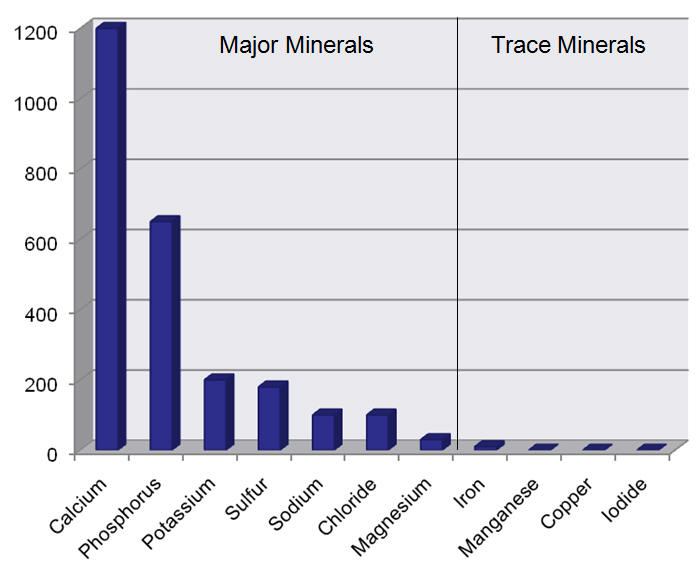 Major Minerals
Trace Minerals
1200
1000
800
600
400
200
0
Calcium
Phosphorus
Potassium
Sulfur
Sodium
Chloride
Magnesium
Iron
Manganese
Copper
Iodide